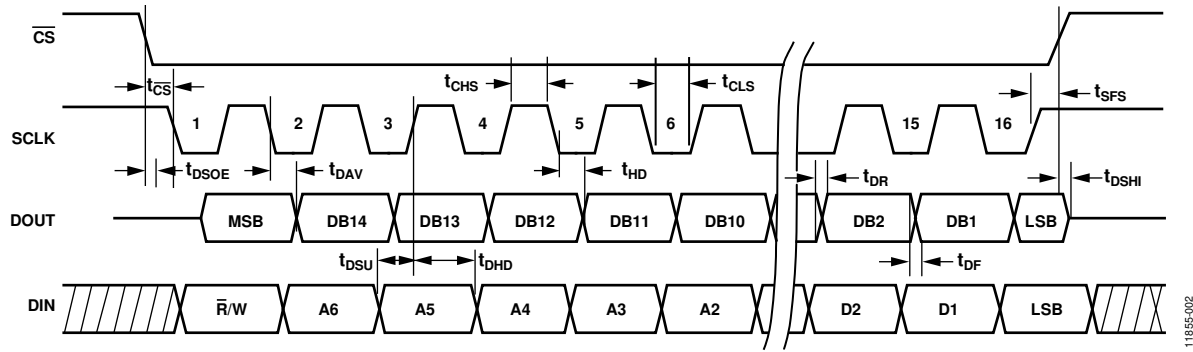 CS
tCS
tCHS
tCLS
tSFS
SCLK
1 2 3 4 5 6 15 16
tDSOE
tDAV
tHD
tDR
tDSHI
DOUT
MSB DB14 DB13 DB12 DB11 DB10 DB2 DB1 LSB
tDSU
tDHD
tDF
DIN
R/W A6 A5 A4 A3 A2 D2 D1 LSB
11855-002